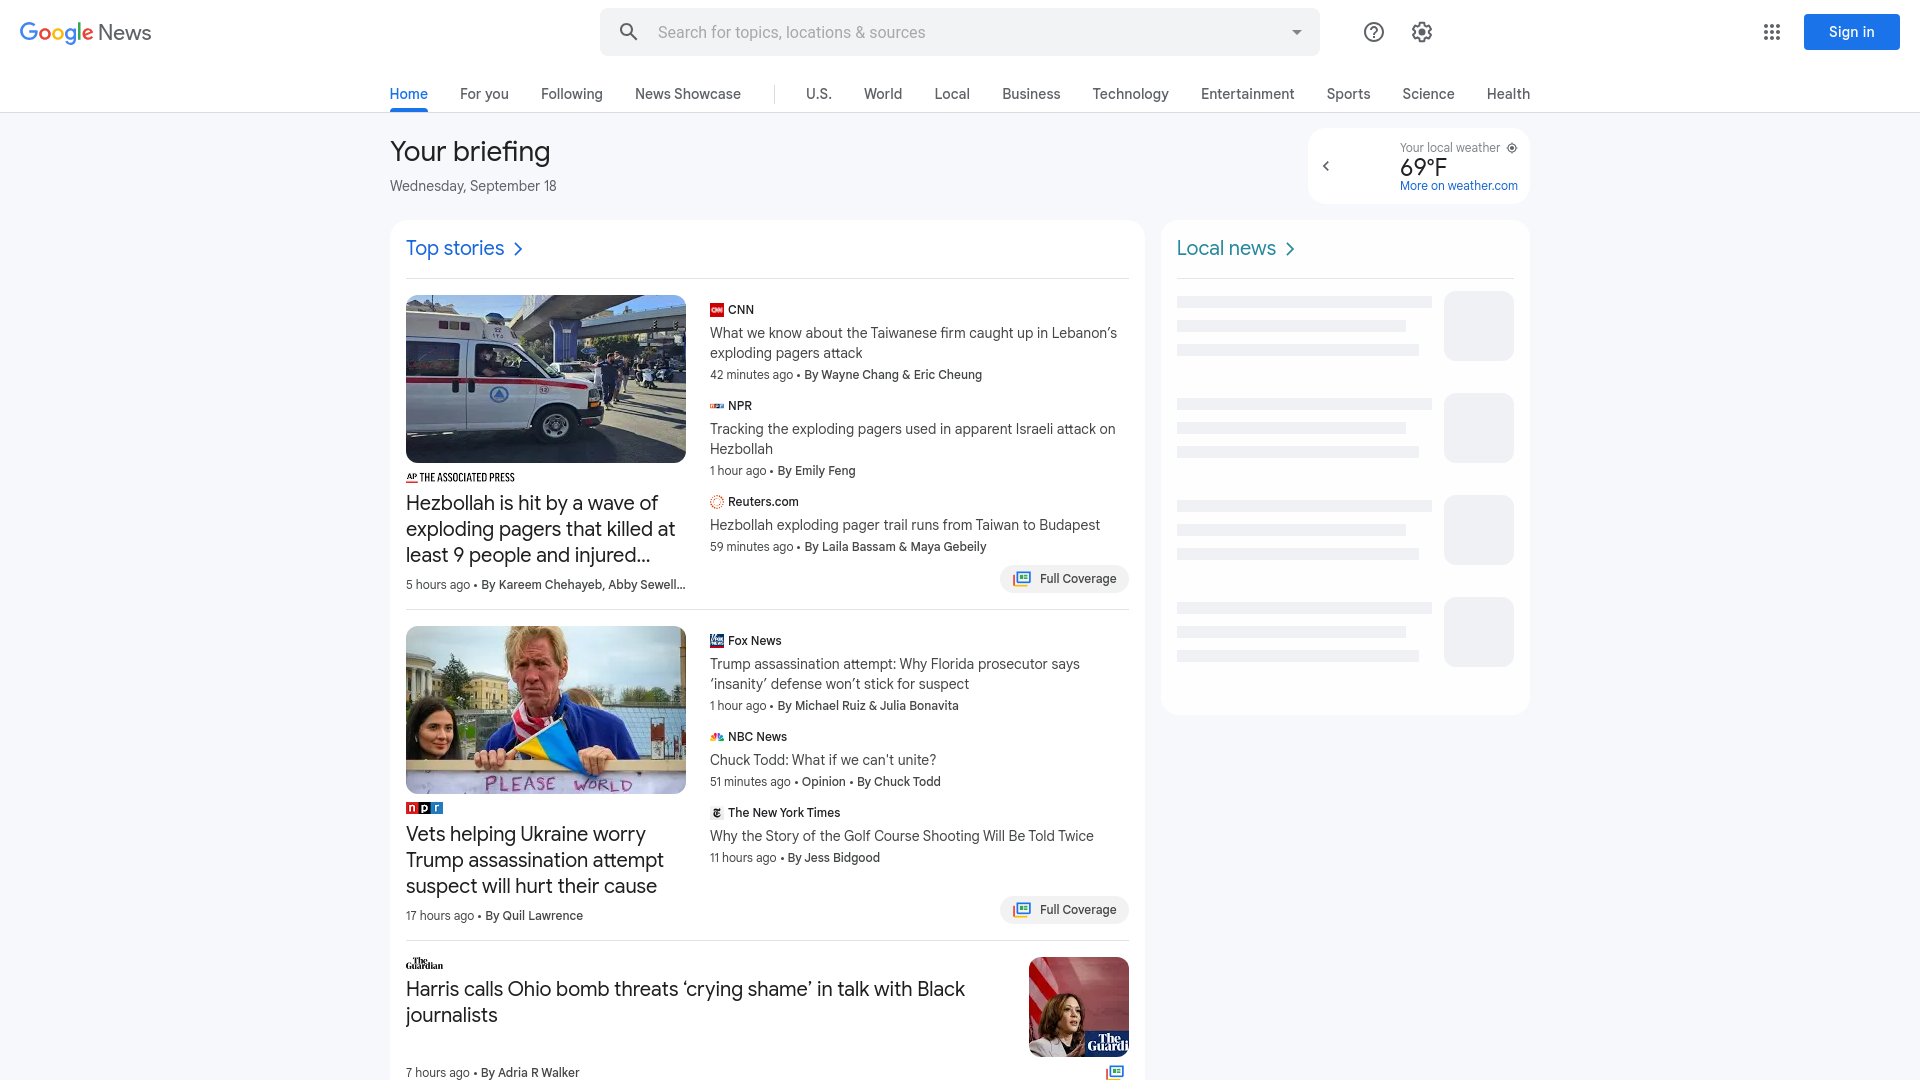 Google News
Search for topics, locations & sources
Sign in
Home
For you
Following
News Showcase
U.S.
World
Local
Business
Technology
Entertainment
Sports
Science
Health
Your briefing
Wednesday, September 18
Your local weather
69°F
More on weather.com
Top stories
AP THE ASSOCIATED PRESS
Hezbollah is hit by a wave of
exploding pagers that killed at
least 9 people and injured...
5 hours ago • By Kareem Chehayeb, Abby Sewell...
CNN
What we know about the Taiwanese firm caught up in Lebanon’s
exploding pagers attack
42 minutes ago • By Wayne Chang & Eric Cheung
NPR
Tracking the exploding pagers used in apparent Israeli attack on
Hezbollah
1 hour ago • By Emily Feng
Reuters.com
Hezbollah exploding pager trail runs from Taiwan to Budapest
59 minutes ago • By Laila Bassam & Maya Gebeily
Full Coverage
PLEASE WORLD
npr
Vets helping Ukraine worry
Trump assassination attempt
suspect will hurt their cause
17 hours ago • By Quil Lawrence
Fox News
Trump assassination attempt: Why Florida prosecutor says
‘insanity’ defense won’t stick for suspect
1 hour ago • By Michael Ruiz & Julia Bonavita
NBC News
Chuck Todd: What if we can't unite?
51 minutes ago • Opinion • By Chuck Todd
The New York Times
Why the Story of the Golf Course Shooting Will Be Told Twice
11 hours ago • By Jess Bidgood
Full Coverage
The Guardian
Harris calls Ohio bomb threats ‘crying shame’ in talk with Black
journalists
7 hours ago • By Adria R Walker
The
Guardi
Local news